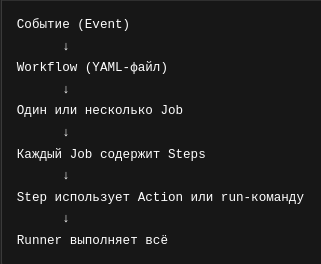 Событие (Event)
↓
Workflow (YAML-файл)
↓
Один или несколько Job
↓
Каждый Job содержит Steps
↓
Step использует Action или run-команду
↓
Runner выполняет всё